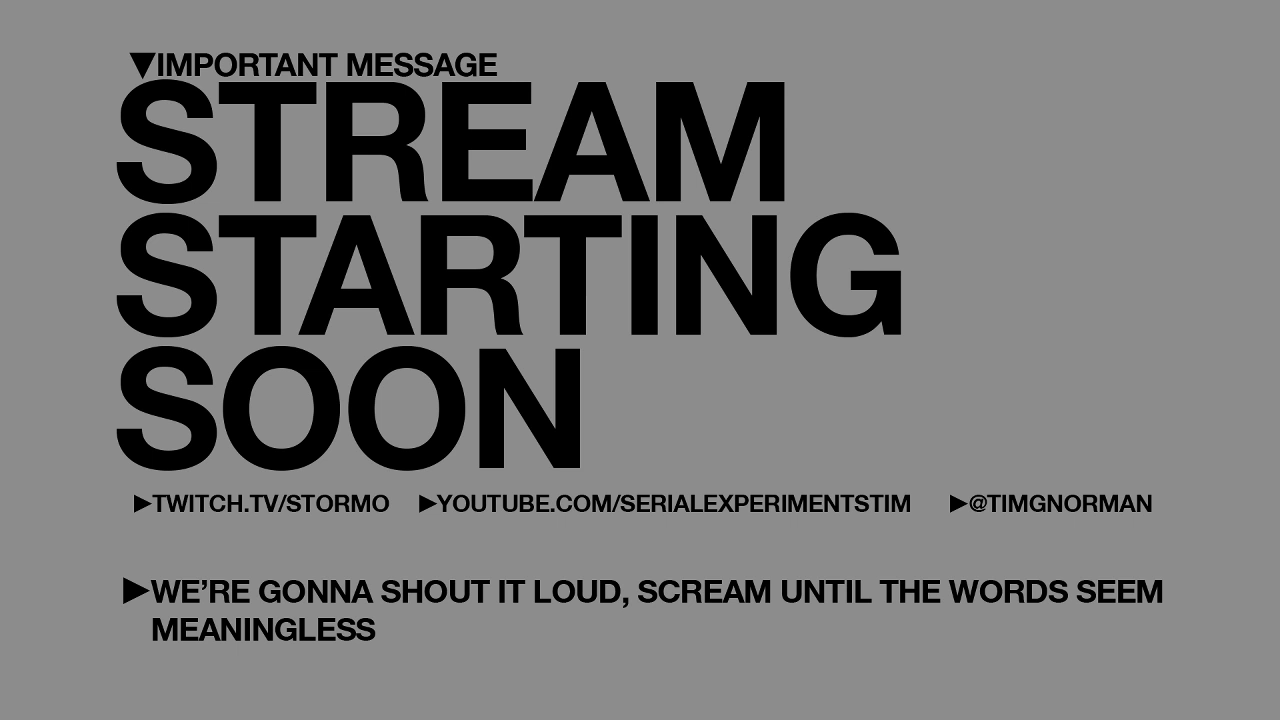 ▼IMPORTANT MESSAGE
STREAM
STARTING
SOON
▶TWITCH.TV/STORMO ▶YOUTUBE.COM/SERIALEXPERIMENTSTIM ▶@TIMGNORMAN
▶WE’RE GONNA SHOUT IT LOUD, SCREAM UNTIL THE WORDS SEEM
MEANINGLESS